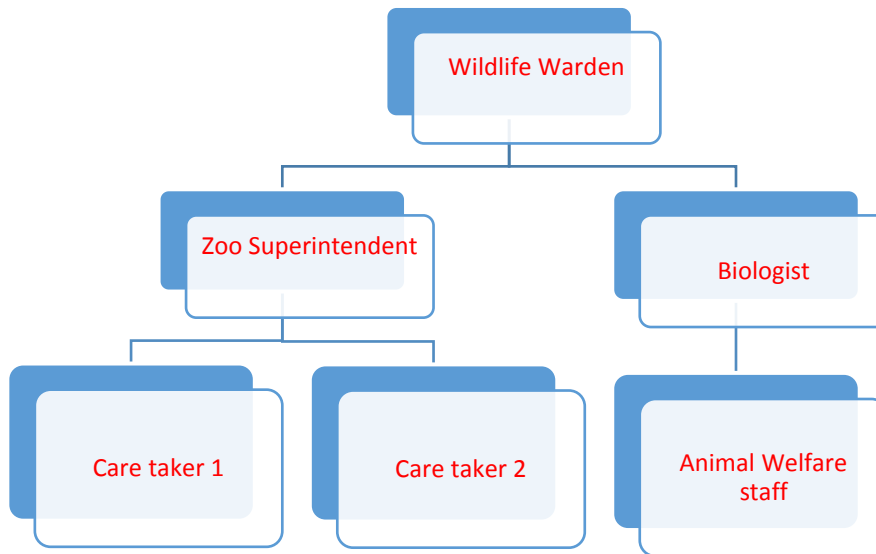 Wildlife Warden
Zoo Superintendent
Biologist
Care taker 1
Care taker 2
Animal Welfare
staff